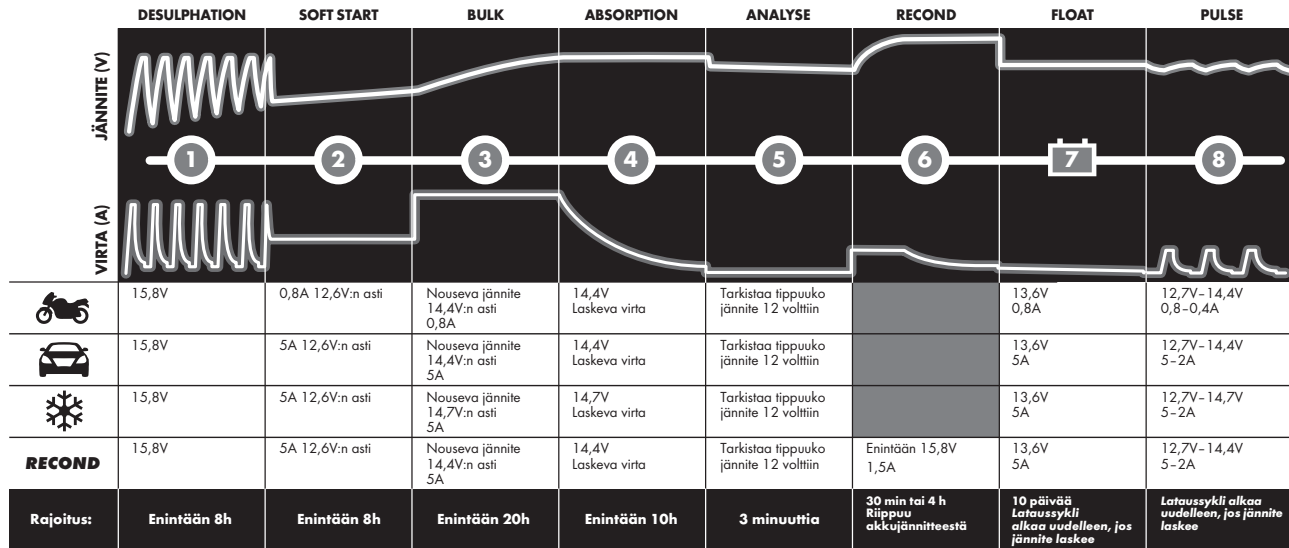 DESULPHATION SOFT START BULK ABSORPTION ANALYSE RECOND FLOAT PULSE
JÄNNITE (V)
1 2 3 4 5 6 7 8
VIRTA (A)
15,8V 0,8A 12,6V:n asti Nouseva jännite 14,4V Tarkistaa tippuuko 13,6V 12,7V–14,4V
14,4V:n asti Laskeva virta jännite 12 volttiin 0,8A 0,8–0,4A
0,8A
15,8V 5A 12,6V:n asti Nouseva jännite 14,4V Tarkistaa tippuuko 13,6V 12,7V–14,4V
14,4V:n asti Laskeva virta jännite 12 volttiin 5A 5–2A
5A
15,8V 5A 12,6V:n asti Nouseva jännite 14,7V Tarkistaa tippuuko 13,6V 12,7V–14,7V
14,7V:n asti Laskeva virta jännite 12 volttiin 5A 5–2A
5A
RECOND 15,8V 5A 12,6V:n asti Nouseva jännite 14,4V Tarkistaa tippuuko Enintään 15,8V 13,6V 12,7V–14,4V
14,4V:n asti Laskeva virta jännite 12 volttiin 1,5A 5A 5–2A
5A
Rajoitus: Enintään 8h Enintään 8h Enintään 20h Enintään 10h 3 minuuttia 30 min tai 4 h 10 päivää Lataussykli alkaa
Riippuu Lataussykli uudelleen, jos jännite
akkujännitteestä alkaa uudelleen, jos laskee
jännite laskee